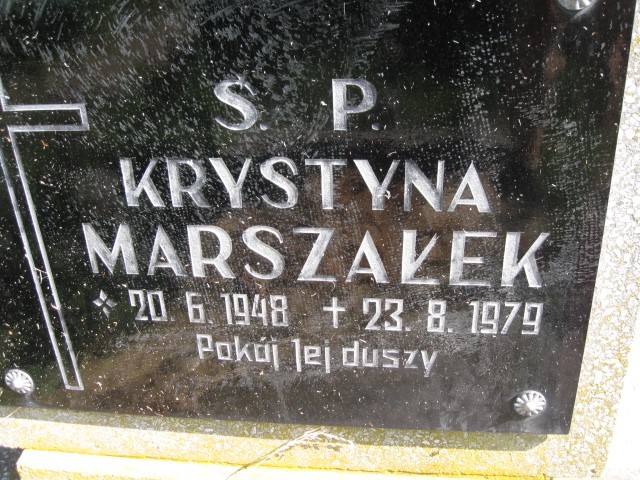 Ś. P.
KRYSTYNA
MARSZAŁEK
20. 6. 1948 † 23. 8. 1979
Pokój Jej duszy